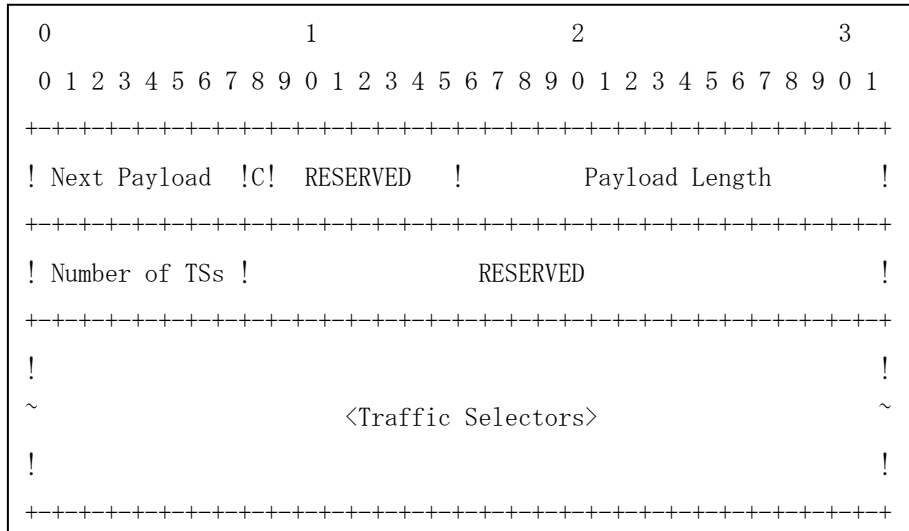 0 1 2 3
0 1 2 3 4 5 6 7 8 9 0 1 2 3 4 5 6 7 8 9 0 1 2 3 4 5 6 7 8 9 0 1
+-+-+-+-+-+-+-+-+-+-+-+-+-+-+-+-+-+-+-+-+-+-+-+-+-+-+-+-+-+-+-+-+
! Next Payload !C! RESERVED ! Payload Length !
+-+-+-+-+-+-+-+-+-+-+-+-+-+-+-+-+-+-+-+-+-+-+-+-+-+-+-+-+-+-+-+-+
! Number of TSs ! RESERVED !
+-+-+-+-+-+-+-+-+-+-+-+-+-+-+-+-+-+-+-+-+-+-+-+-+-+-+-+-+-+-+-+-+
! !
~ <Traffic Selectors> ~
! !
+-+-+-+-+-+-+-+-+-+-+-+-+-+-+-+-+-+-+-+-+-+-+-+-+-+-+-+-+-+-+-+-+